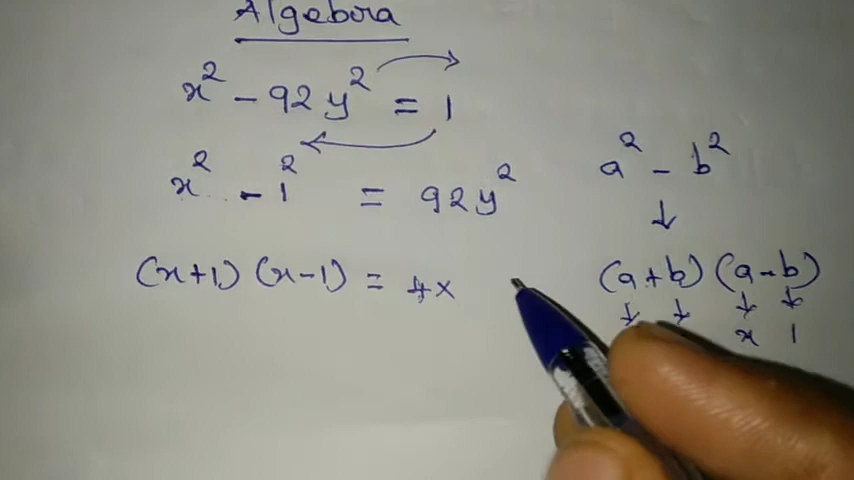 Algebra
x² - 92y² = 1
x² - 1² = 92y²
(x+1) (x-1) = 4x
a² - b²
↓
(a+b) (a-b)
↓ ↓ ↓ ↓
x 1